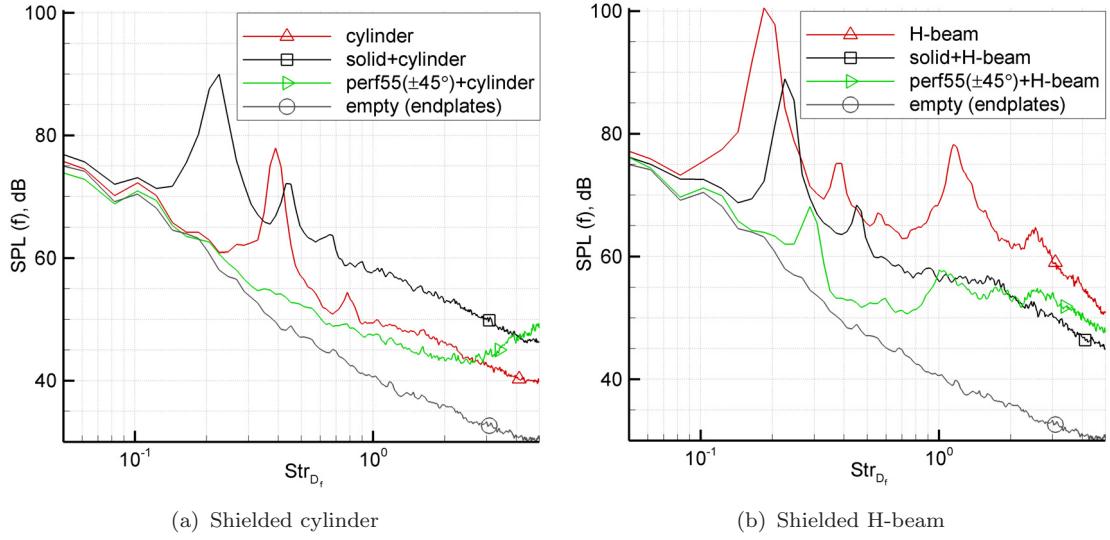 100
80
60
40
SPL (f), dB
cylinder
solid+cylinder
perf55(±45°)+cylinder
empty (endplates)
10⁻¹
10⁰
Str_{D_f}
(a) Shielded cylinder
100
80
60
40
SPL (f), dB
H-beam
solid+H-beam
perf55(±45°)+H-beam
empty (endplates)
10⁻¹
10⁰
Str_{D_f}
(b) Shielded H-beam